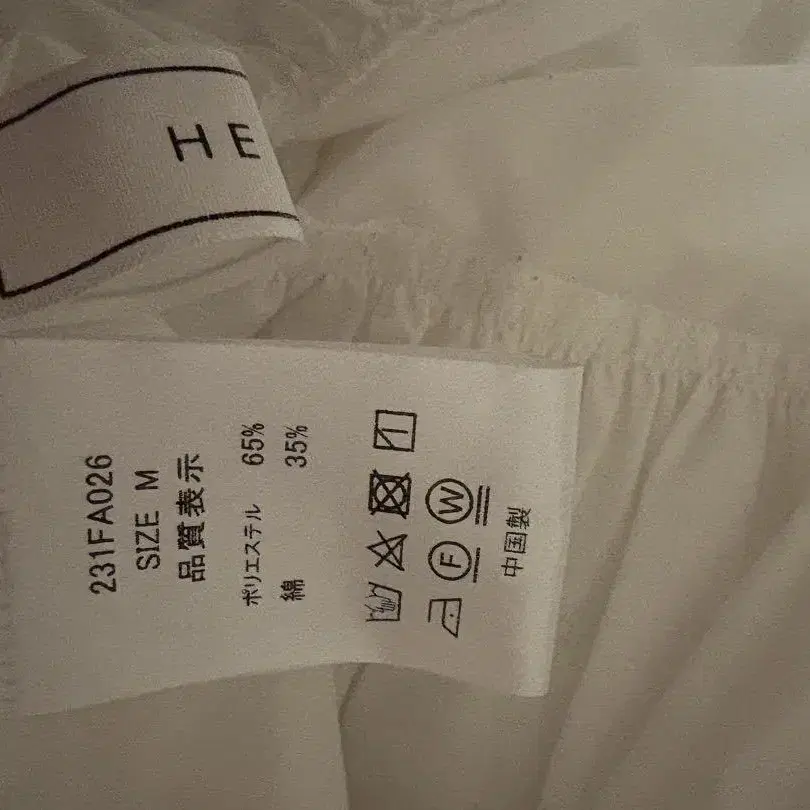 HE
231FA026
SIZE M
品質表示
ポリエステル 65%
綿 35%
F W
中国製